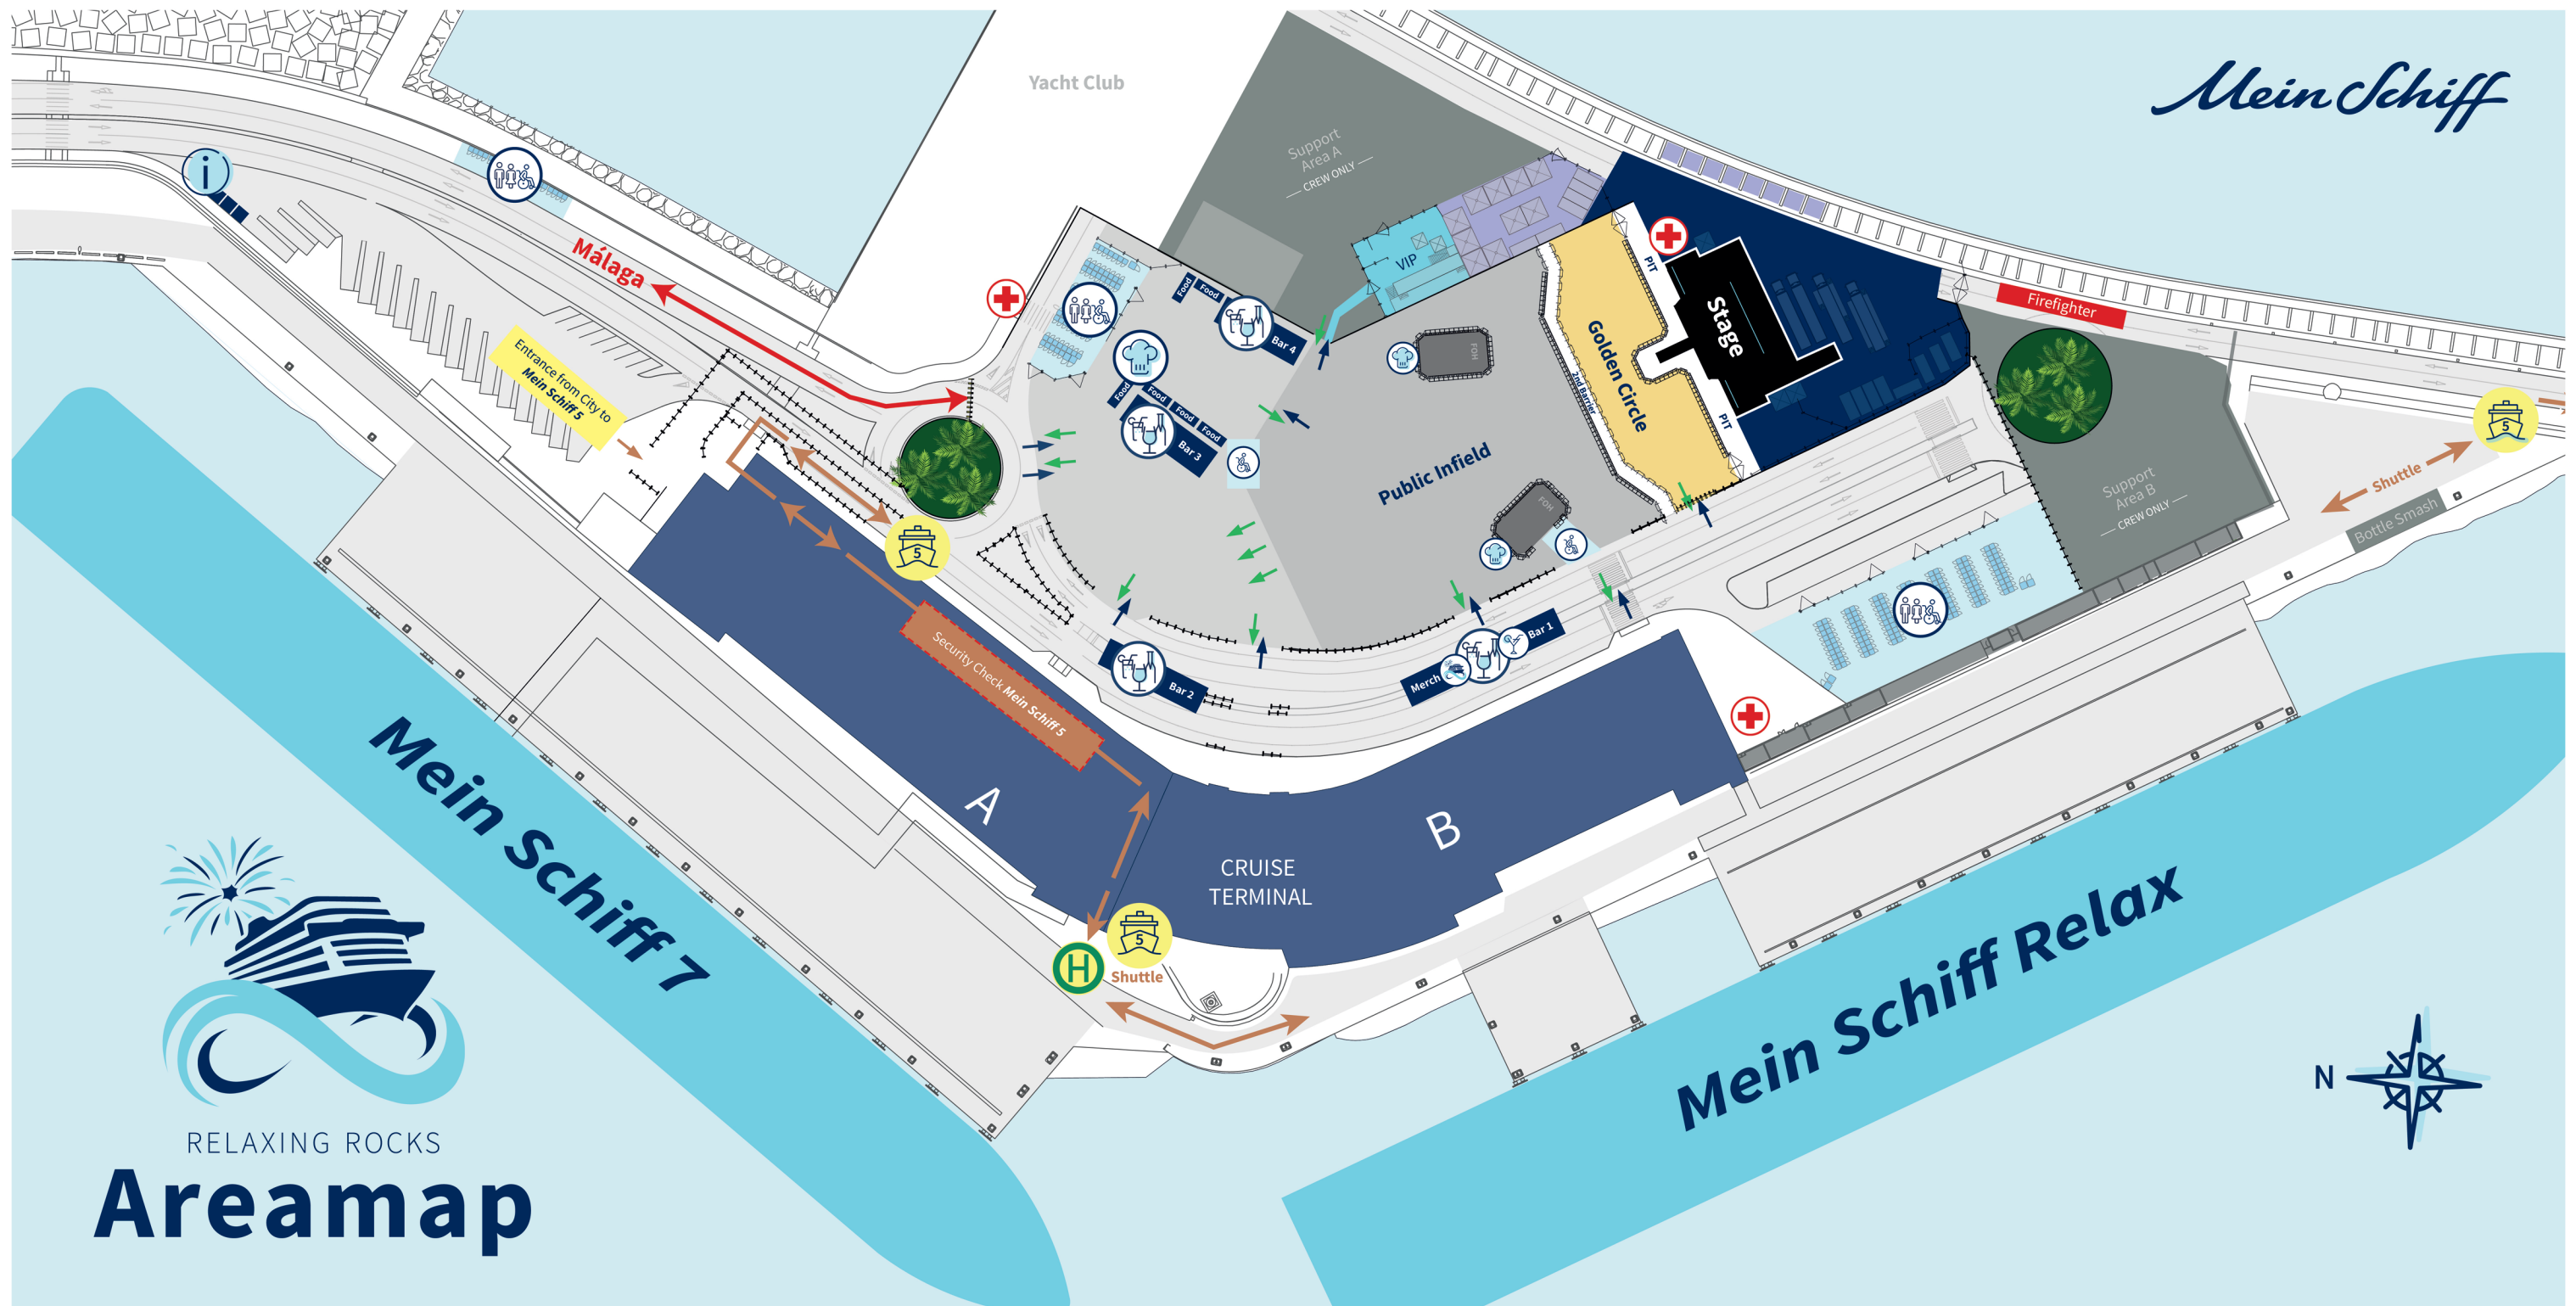 Mein Schiff
Yacht Club
Support
Area A
CREW ONLY
i
Málaga
VIP
PIT
Stage
Golden Circle
2nd Barrier
PIT
Firefighter
Food
Food
Bar 4
FOH
Entrance from City to
Mein Schiff 5
Food
Food
Food
Food
Bar 3
Public Infield
FOH
5
Shuttle
Support
Area B
CREW ONLY
Bottle Smash
5
Security Check Mein Schiff 5
Bar 2
Merch
Bar 1
A
B
CRUISE
TERMINAL
5
H
Shuttle
Mein Schiff 7
Mein Schiff Relax
N
RELAXING ROCKS
Areamap